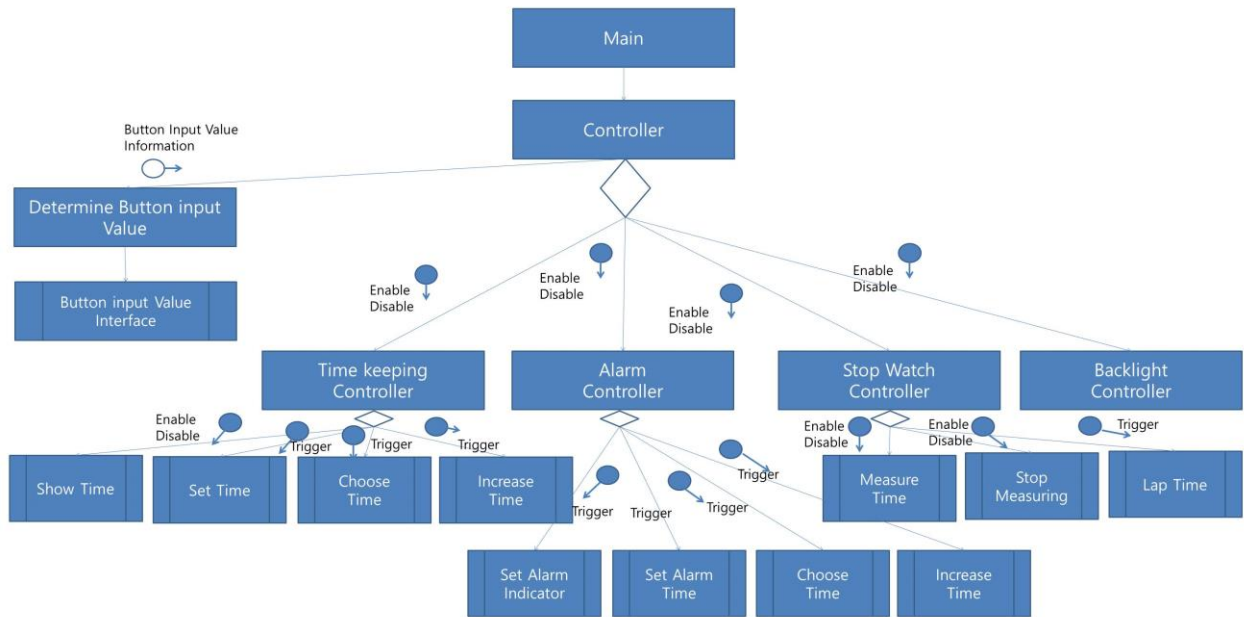 Main
Controller
Button Input Value
Information
Determine Button input
Value
Button input Value
Interface
Enable
Disable
Enable
Disable
Enable
Disable
Enable
Disable
Time keeping
Controller
Alarm
Controller
Stop Watch
Controller
Backlight
Controller
Enable
Disable
Trigger
Trigger
Trigger
Enable
Disable
Enable
Disable
Trigger
Show Time
Set Time
Choose
Time
Increase
Time
Measure
Time
Stop
Measuring
Lap Time
Trigger
Trigger
Trigger
Trigger
Set Alarm
Indicator
Set Alarm
Time
Choose
Time
Increase
Time